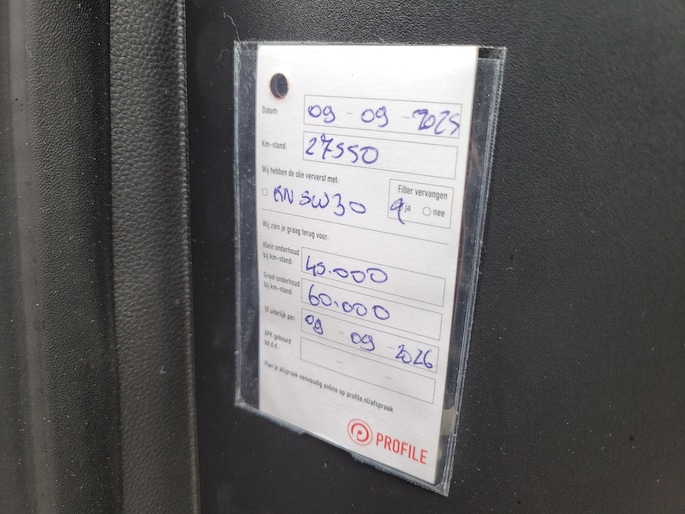 Datum: 09 - 09 - 2025
Km-stand: 27550
Wij hebben de olie ververst met:
Filter vervangen
RN 5W30
ja nee
Wij zien je graag terug voor:
Klein onderhoud
bij km-stand: 45.000
Groot onderhoud
bij km-stand: 60.000
Of uiterlijk per: 09 - 09 - 2026
APK gekeurd
tot d.d. - -
Plan je afspraak eenvoudig online op profile.nl/afspraak
PROFILE